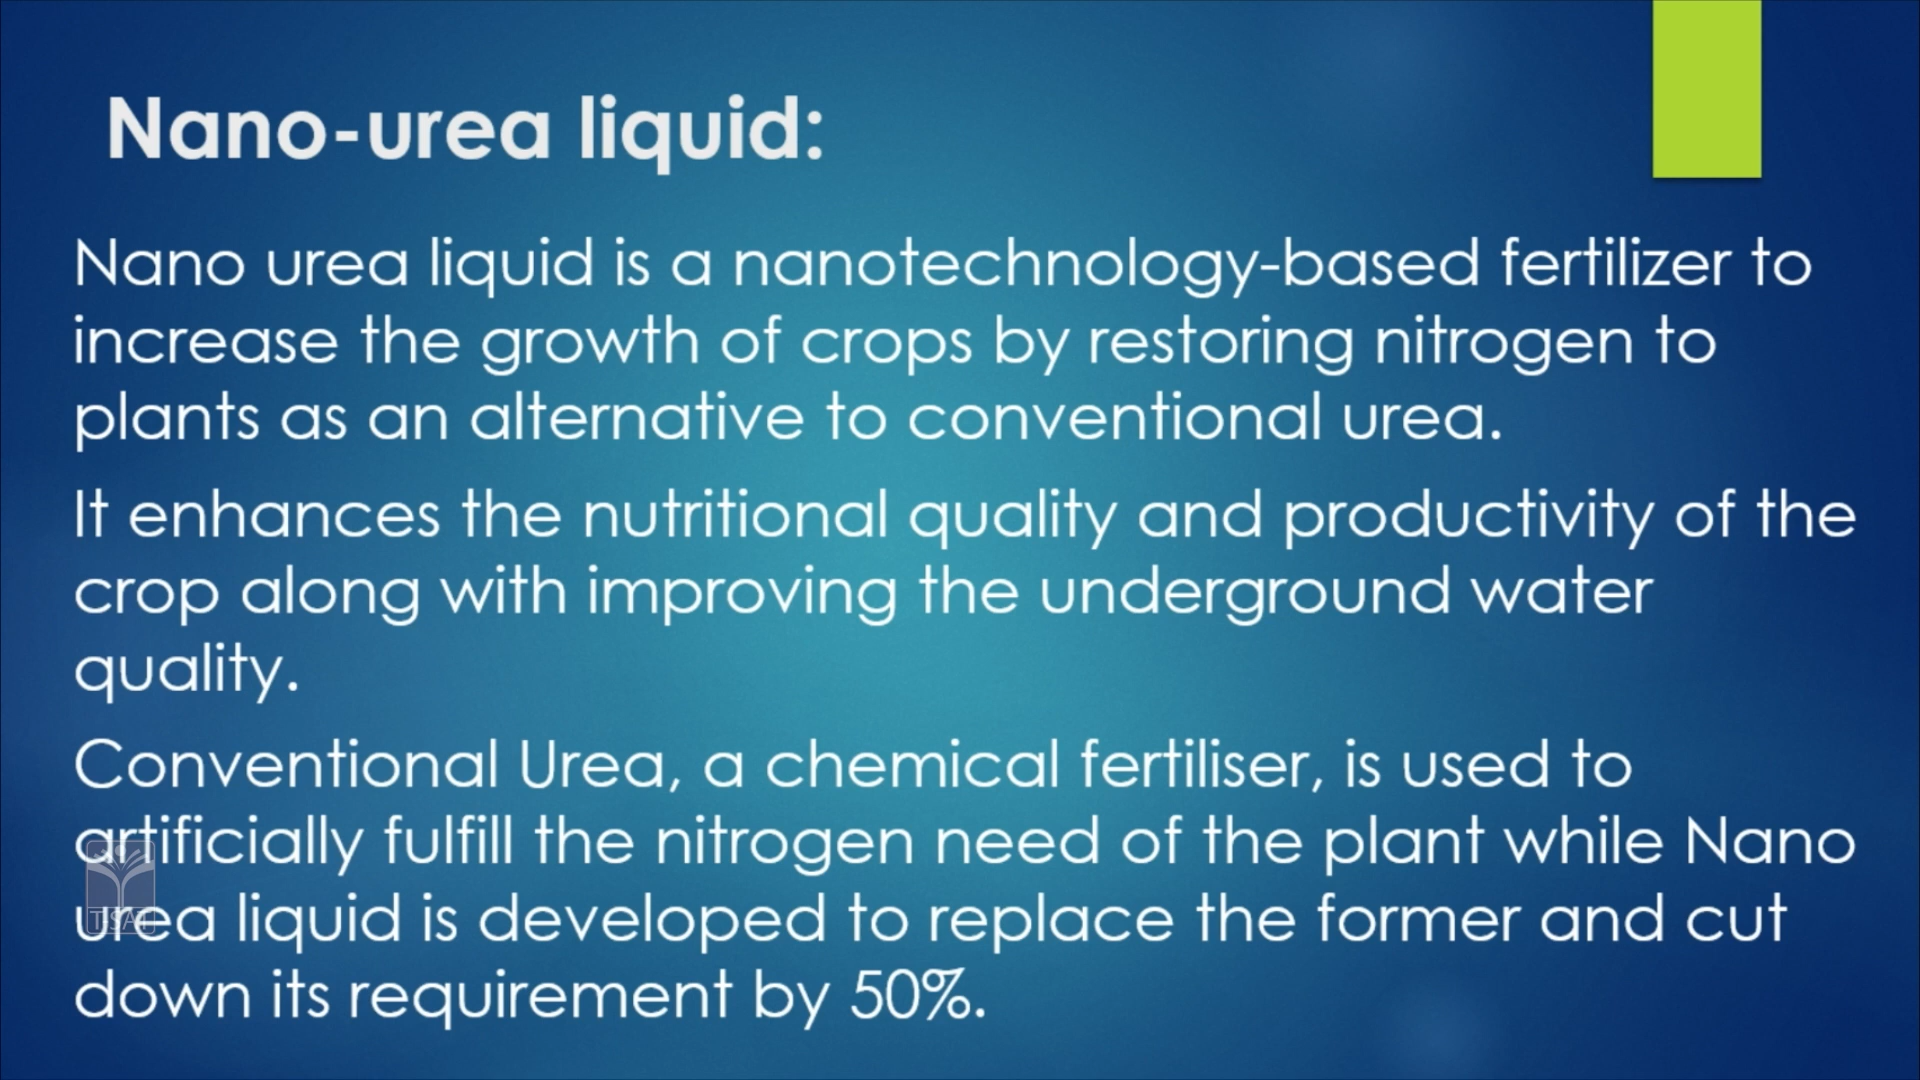 Nano-urea liquid:
Nano urea liquid is a nanotechnology-based fertilizer to
increase the growth of crops by restoring nitrogen to
plants as an alternative to conventional urea.
It enhances the nutritional quality and productivity of the
crop along with improving the underground water
quality.
Conventional Urea, a chemical fertiliser, is used to
artificially fulfill the nitrogen need of the plant while Nano
urea liquid is developed to replace the former and cut
down its requirement by 50%.
T-SAT